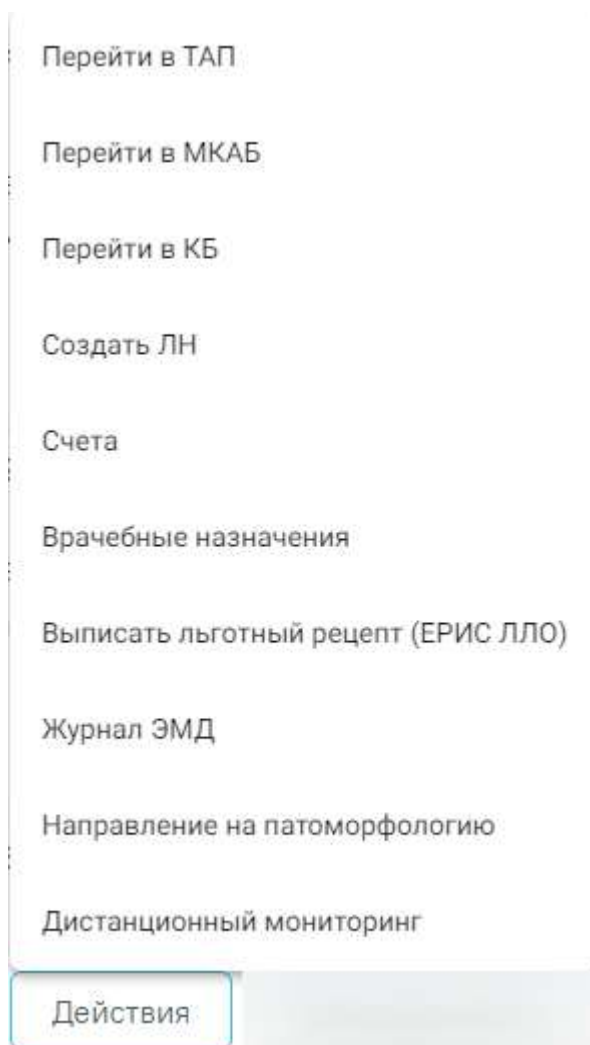 Перейти в ТАП
Перейти в МКАБ
Перейти в КБ
Создать ЛН
Счета
Врачебные назначения
Выписать льготный рецепт (ЕРИС ЛЛО)
Журнал ЭМД
Направление на патоморфологию
Дистанционный мониторинг
Действия